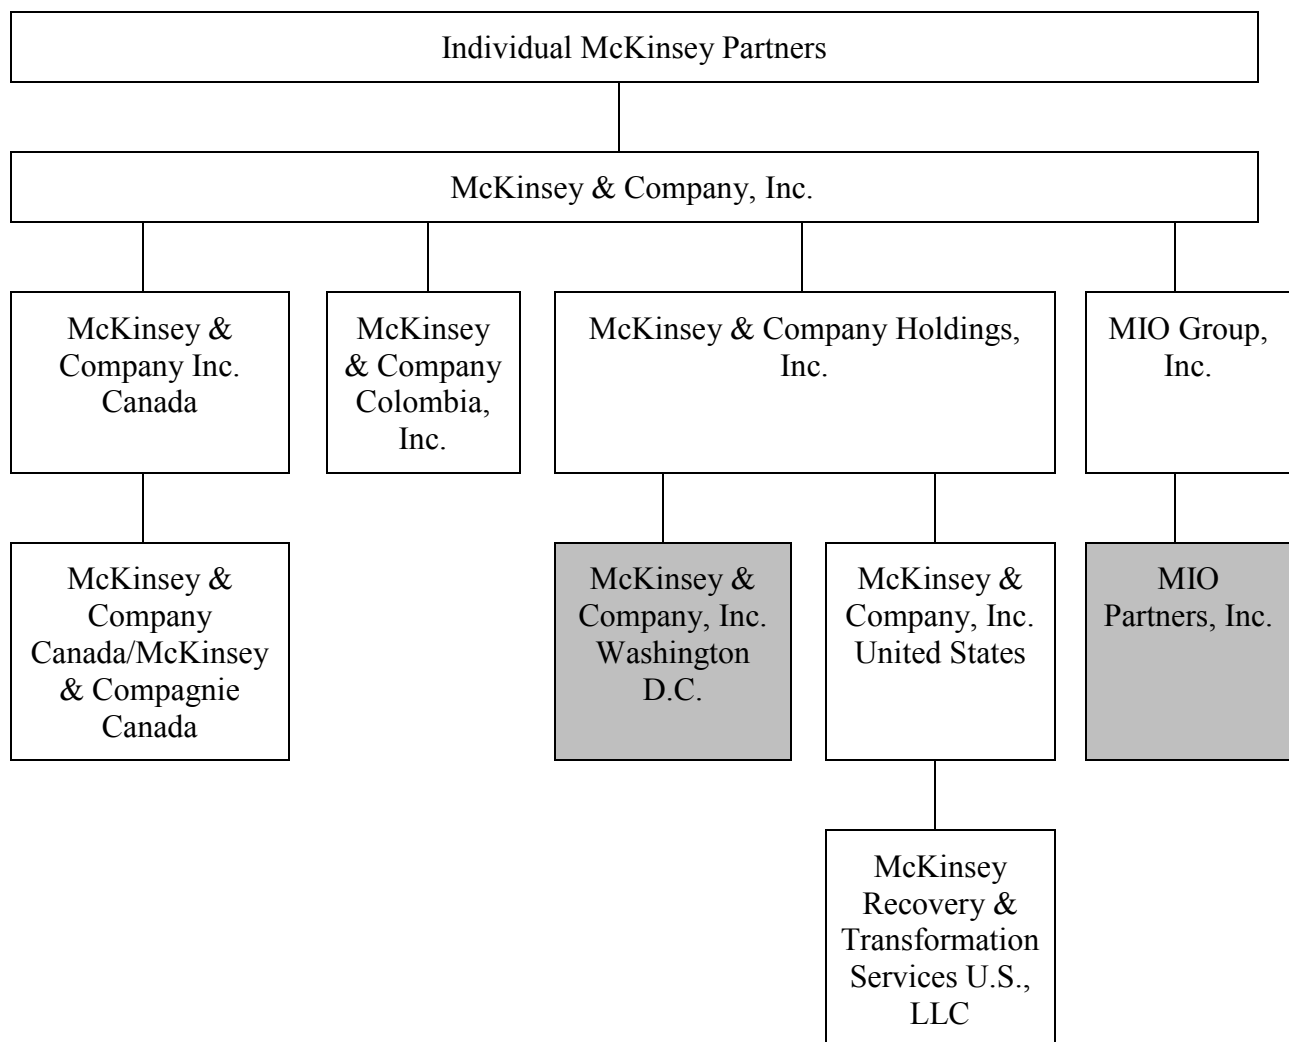 Individual McKinsey Partners
McKinsey & Company, Inc.
McKinsey &
Company Inc.
Canada
McKinsey
& Company
Colombia,
Inc.
McKinsey & Company Holdings,
Inc.
MIO Group,
Inc.
McKinsey &
Company
Canada/McKinsey
& Compagnie
Canada
McKinsey &
Company, Inc.
Washington
D.C.
McKinsey &
Company, Inc.
United States
MIO
Partners, Inc.
McKinsey
Recovery &
Transformation
Services U.S.,
LLC